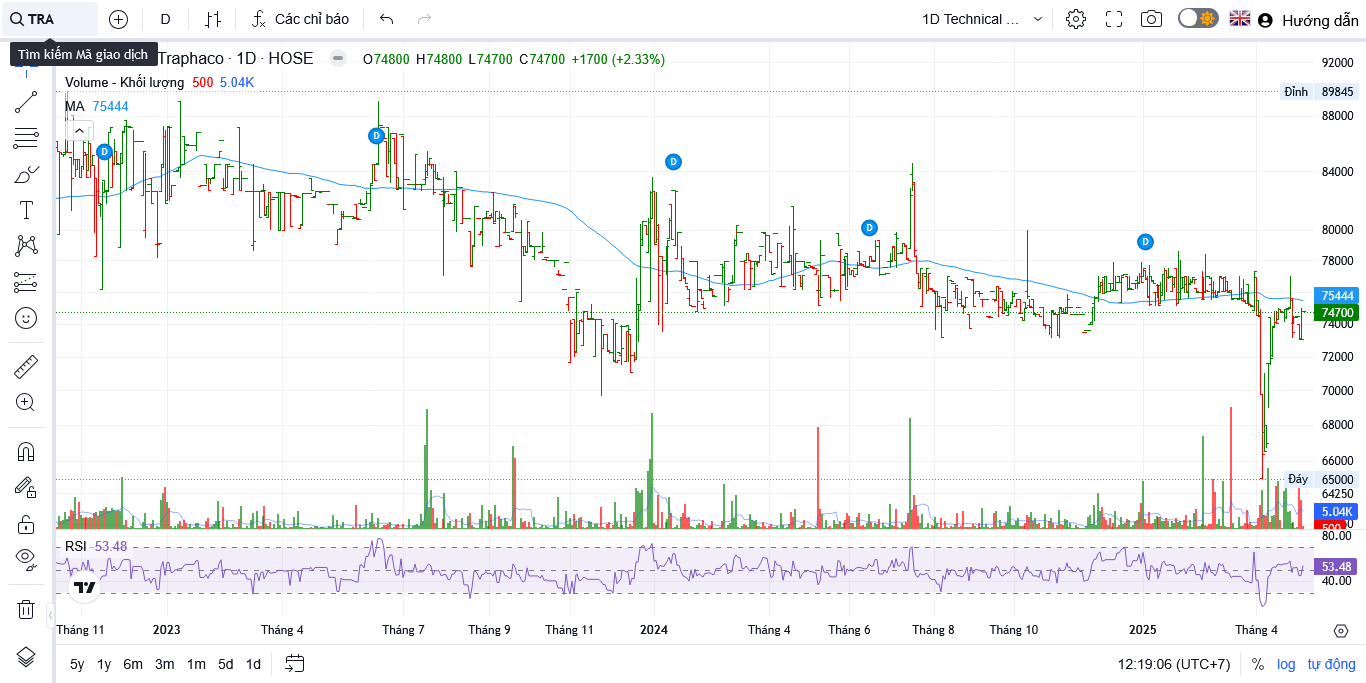 TRA
D
Các chỉ báo
1D Technical ...
Hướng dẫn
Tìm kiếm Mã giao dịch
Traphaco · 1D · HOSE
O74800 H74800 L74700 C74700 +1700 (+2.33%)
Volume - Khối lượng 500 5.04K
MA 75444
92000
Đỉnh 89845
88000
84000
80000
78000
75444
74700
74000
72000
70000
68000
66000
Đáy 65000
64250
5.04K
500
D
D
D
D
D
RSI 53.48
80.00
53.48
40.00
Tháng 11 2023 Tháng 4 Tháng 7 Tháng 9 Tháng 11 2024 Tháng 4 Tháng 6 Tháng 8 Tháng 10 2025 Tháng 4
5y 1y 6m 3m 1m 5d 1d
12:19:06 (UTC+7) % log tự động